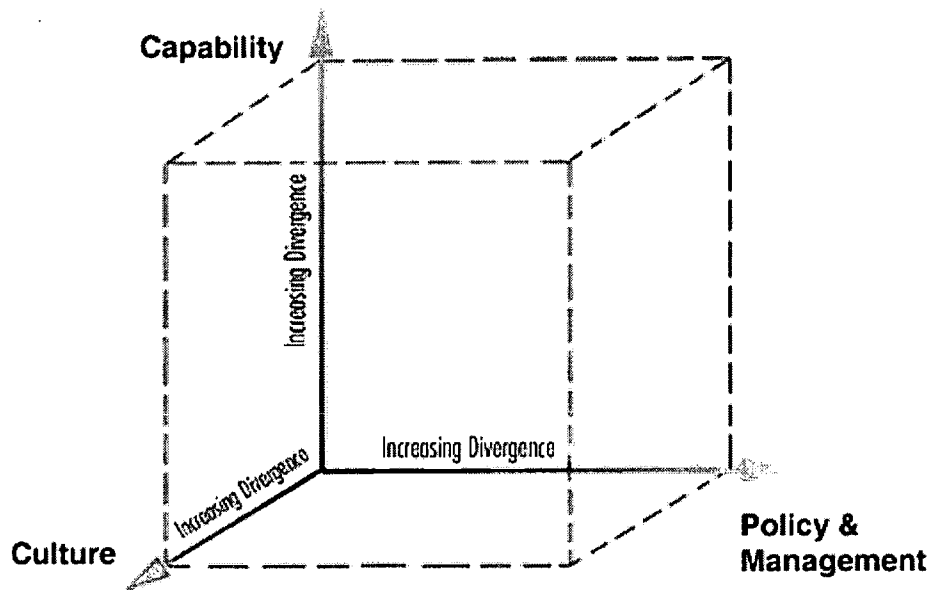 Capability
Increasing Divergence
Increasing Divergence
Increasing Divergence
Culture
Policy &
Management